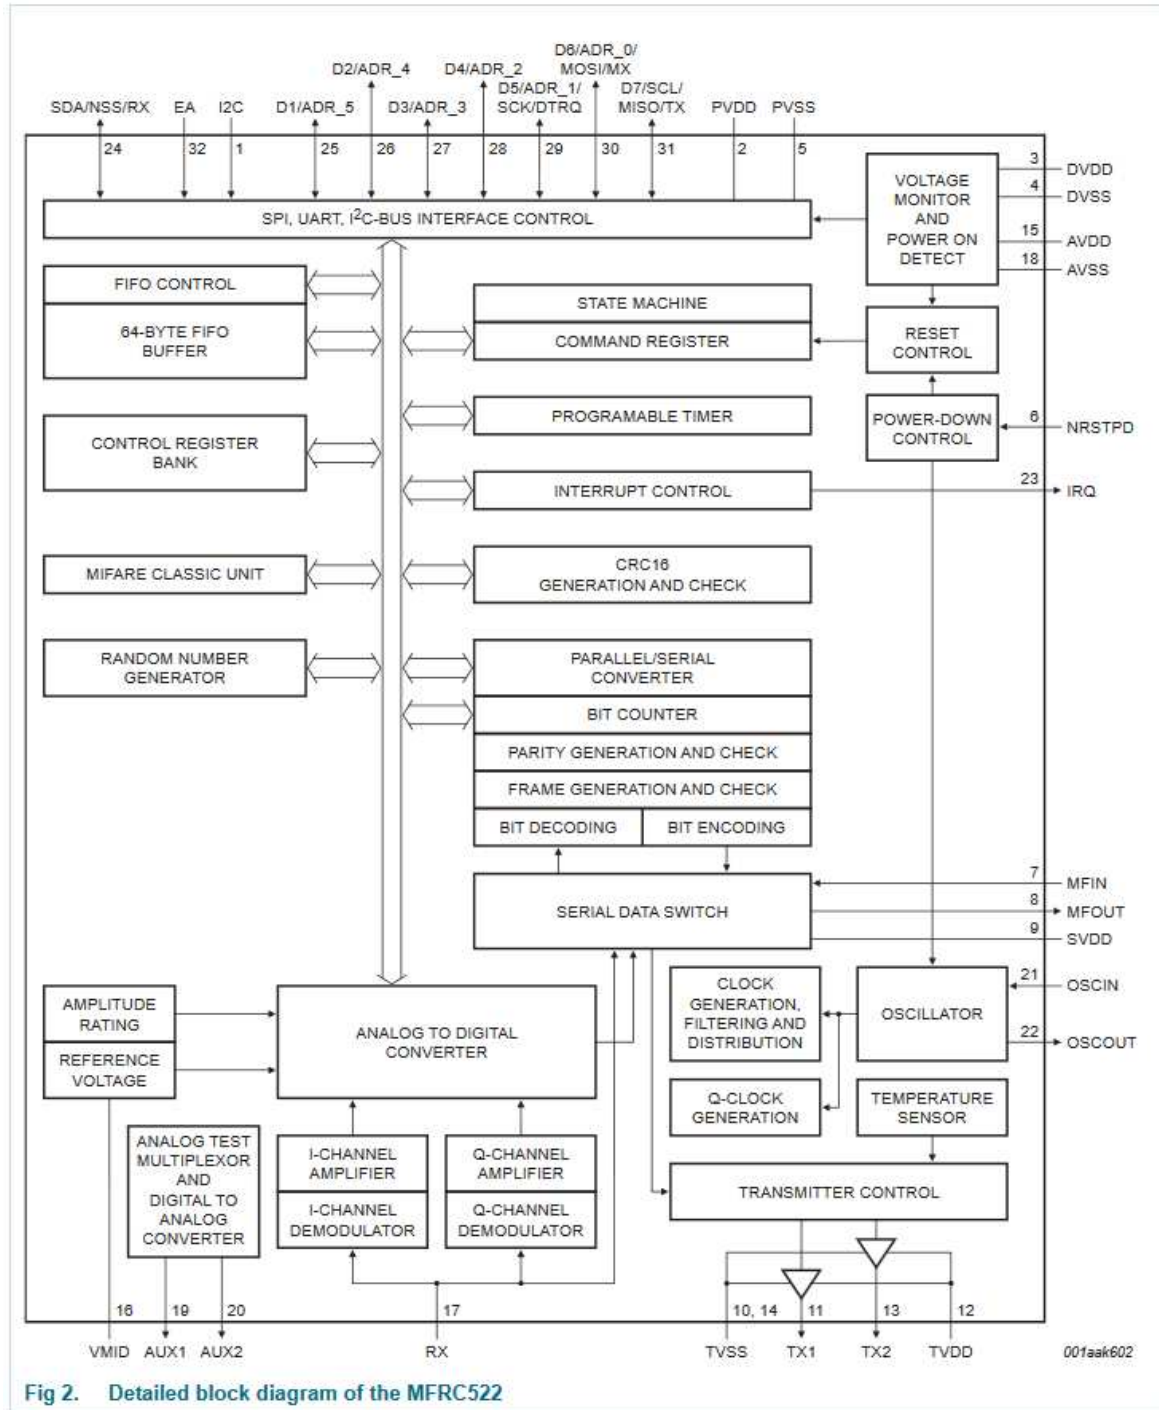 D6/ADR_0/
D2/ADR_4 D4/ADR_2 MOSI/MX
D5/ADR_1/ D7/SCL/
SDA/NSS/RX EA I2C D1/ADR_5 D3/ADR_3 SCK/DTRQ MISO/TX PVDD PVSS
24 32 1 25 26 27 28 29 30 31 2 5
SPI, UART, I2C-BUS INTERFACE CONTROL
VOLTAGE
MONITOR
AND
POWER ON
DETECT
3 DVDD
4 DVSS
15 AVDD
18 AVSS
FIFO CONTROL
64-BYTE FIFO
BUFFER
STATE MACHINE
COMMAND REGISTER
RESET
CONTROL
CONTROL REGISTER
BANK
PROGRAMABLE TIMER
POWER-DOWN
CONTROL
6 NRSTPD
INTERRUPT CONTROL
23 IRQ
MIFARE CLASSIC UNIT
CRC16
GENERATION AND CHECK
RANDOM NUMBER
GENERATOR
PARALLEL/SERIAL
CONVERTER
BIT COUNTER
PARITY GENERATION AND CHECK
FRAME GENERATION AND CHECK
BIT DECODING BIT ENCODING
SERIAL DATA SWITCH
7 MFIN
8 MFOUT
9 SVDD
AMPLITUDE
RATING
REFERENCE
VOLTAGE
ANALOG TO DIGITAL
CONVERTER
CLOCK
GENERATION,
FILTERING AND
DISTRIBUTION
OSCILLATOR
21 OSCIN
22 OSCOUT
Q-CLOCK
GENERATION
TEMPERATURE
SENSOR
ANALOG TEST
MULTIPLEXOR
AND
DIGITAL TO
ANALOG
CONVERTER
I-CHANNEL
AMPLIFIER
I-CHANNEL
DEMODULATOR
Q-CHANNEL
AMPLIFIER
Q-CHANNEL
DEMODULATOR
TRANSMITTER CONTROL
16 19 20 17 10, 14 11 13 12
VMID AUX1 AUX2 RX TVSS TX1 TX2 TVDD 001aak602
Fig 2. Detailed block diagram of the MFRC522